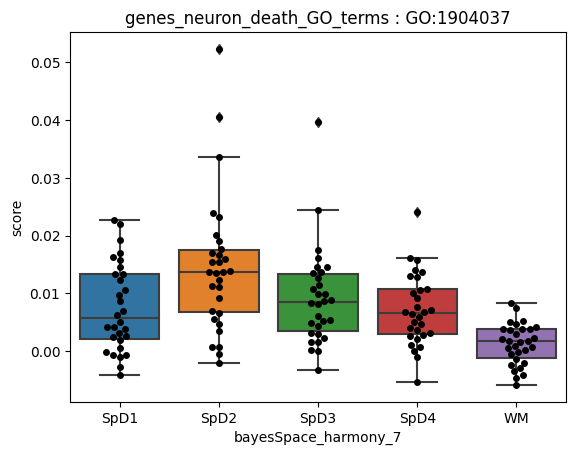 genes_neuron_death_GO_terms : GO:1904037
0.05
0.04
0.03
0.02
0.01
0.00
score
SpD1 SpD2 SpD3 SpD4 WM
bayesSpace_harmony_7